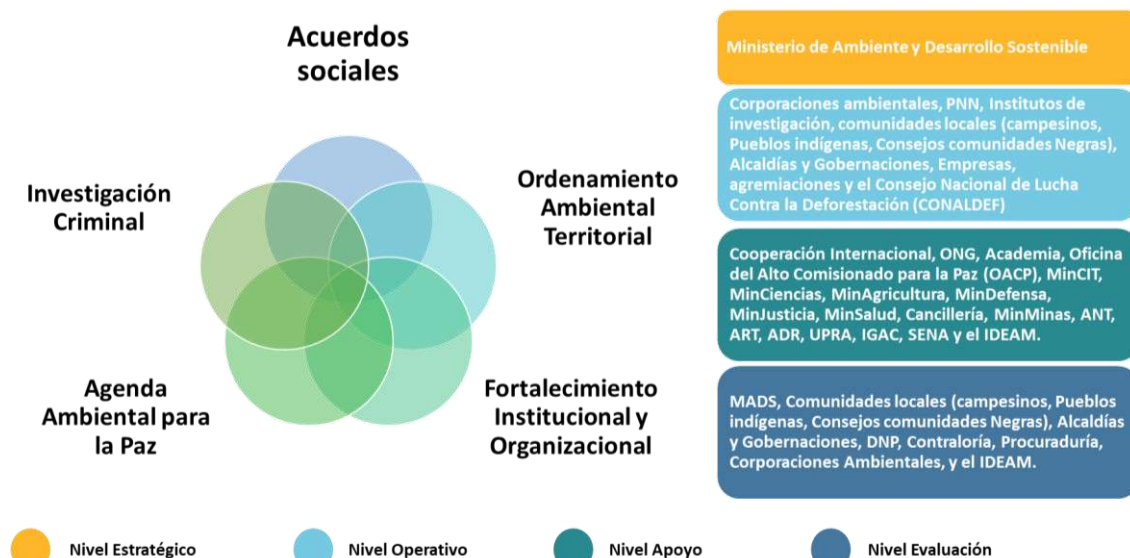 Acuerdos
sociales
Investigación
Criminal
Ordenamiento
Ambiental
Territorial
Agenda
Ambiental para
la Paz
Fortalecimiento
Institucional y
Organizacional
Ministerio de Ambiente y Desarrollo Sostenible
Corporaciones ambientales, PNN, Institutos de
investigación, comunidades locales (campesinos,
Pueblos indígenas, Consejos comunidades Negras),
Alcaldías y Gobernaciones, Empresas,
agremiaciones y el Consejo Nacional de Lucha
Contra la Deforestación (CONALDEF)
Cooperación Internacional, ONG, Academia, Oficina
del Alto Comisionado para la Paz (OACP), MinCIT,
MinCiencias, MinAgricultura, MinDefensa,
MinJusticia, MinSalud, Cancillería, MinMinas, ANT,
ART, ADR, UPRA, IGAC, SENA y el IDEAM.
MADS, Comunidades locales (campesinos, Pueblos
indígenas, Consejos comunidades Negras), Alcaldías
y Gobernaciones, DNP, Contraloría, Procuraduría,
Corporaciones Ambientales, y el IDEAM.
Nivel Estratégico
Nivel Operativo
Nivel Apoyo
Nivel Evaluación